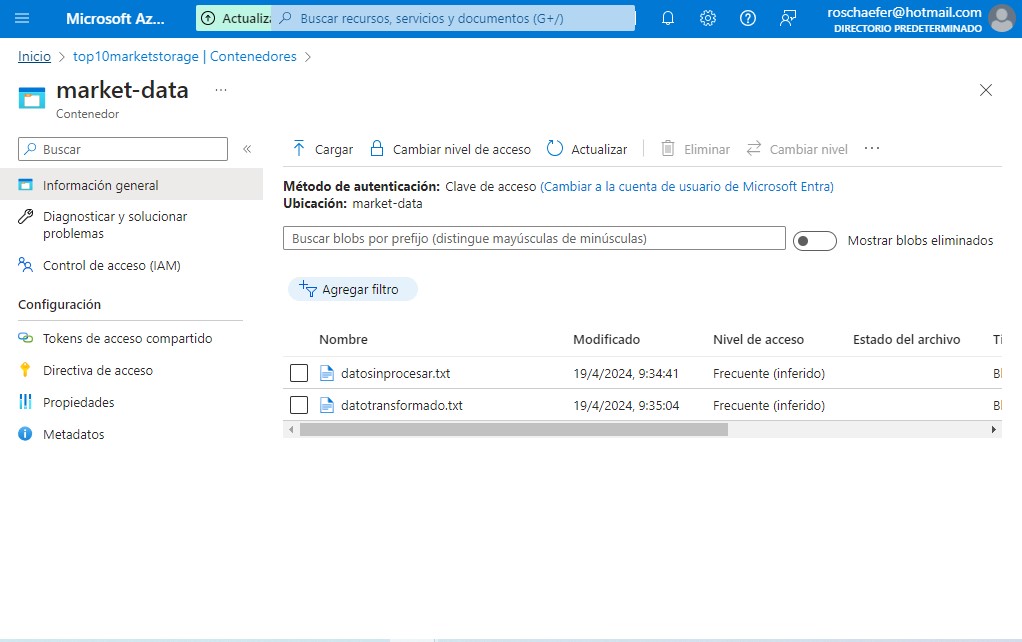 Microsoft Az...
Actualiza
Buscar recursos, servicios y documentos (G+/)
roschaefer@hotmail.com
DIRECTORIO PREDETERMINADO
Inicio > top10marketstorage | Contenedores >
market-data ...
Contenedor
Buscar «
Cargar Cambiar nivel de acceso Actualizar Eliminar Cambiar nivel ...
Información general
Diagnosticar y solucionar
problemas
Control de acceso (IAM)
Configuración
Tokens de acceso compartido
Directiva de acceso
Propiedades
Metadatos
Método de autenticación: Clave de acceso (Cambiar a la cuenta de usuario de Microsoft Entra)
Ubicación: market-data
Buscar blobs por prefijo (distingue mayúsculas de minúsculas)
Mostrar blobs eliminados
Agregar filtro
Nombre Modificado Nivel de acceso Estado del archivo
datosinprocesar.txt 19/4/2024, 9:34:41 Frecuente (inferido)
datotransformado.txt 19/4/2024, 9:35:04 Frecuente (inferido)